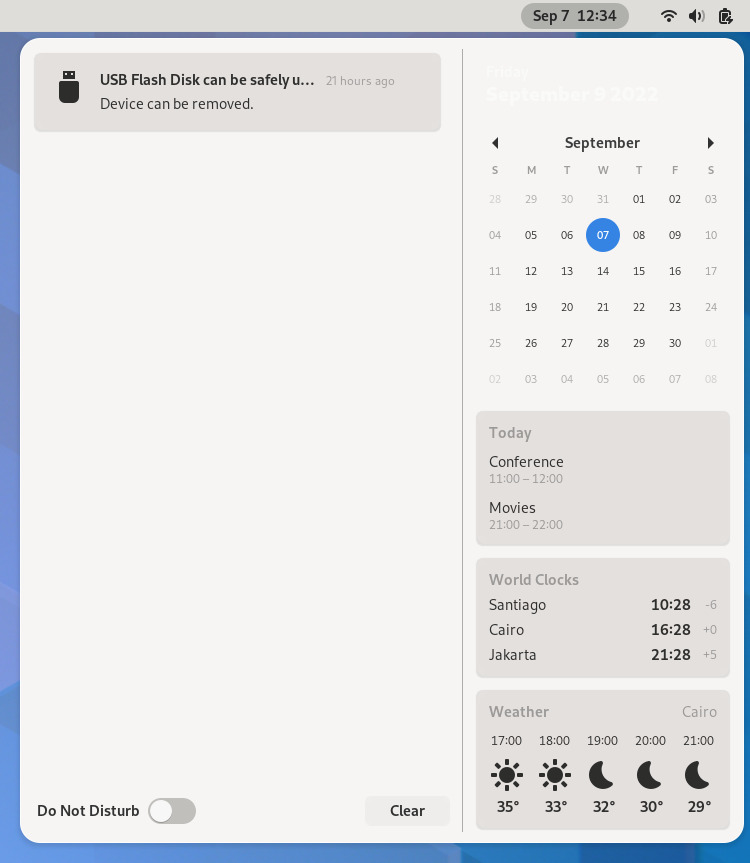 Sep 7 12:34
USB Flash Disk can be safely u... 21 hours ago
Device can be removed.
Do Not Disturb
Clear
Friday
September 9 2022
September
S M T W T F S
28 29 30 31 01 02 03
04 05 06 07 08 09 10
11 12 13 14 15 16 17
18 19 20 21 22 23 24
25 26 27 28 29 30 01
02 03 04 05 06 07 08
Today
Conference
11:00 – 12:00
Movies
21:00 – 22:00
World Clocks
Santiago 10:28 -6
Cairo 16:28 +0
Jakarta 21:28 +5
Weather Cairo
17:00 18:00 19:00 20:00 21:00
35° 33° 32° 30° 29°